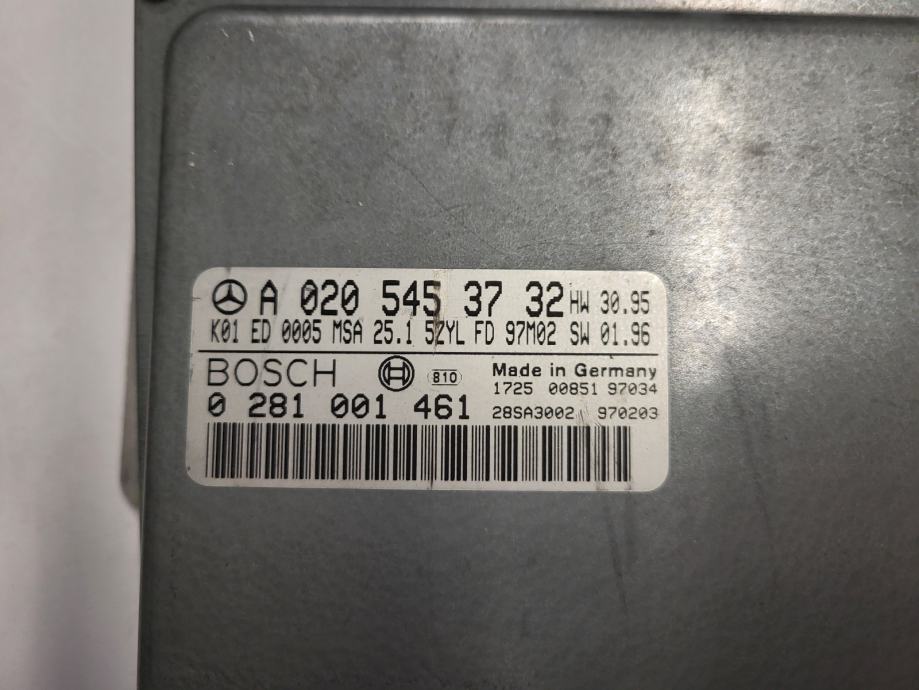 A 020 545 37 32 HW 30.95
K01 ED 0005 MSA 25.1 5ZYL FD 97M02 SW 01.96
BOSCH 810 Made in Germany
1725 00851 97034
0 281 001 461 28SA3002 970203